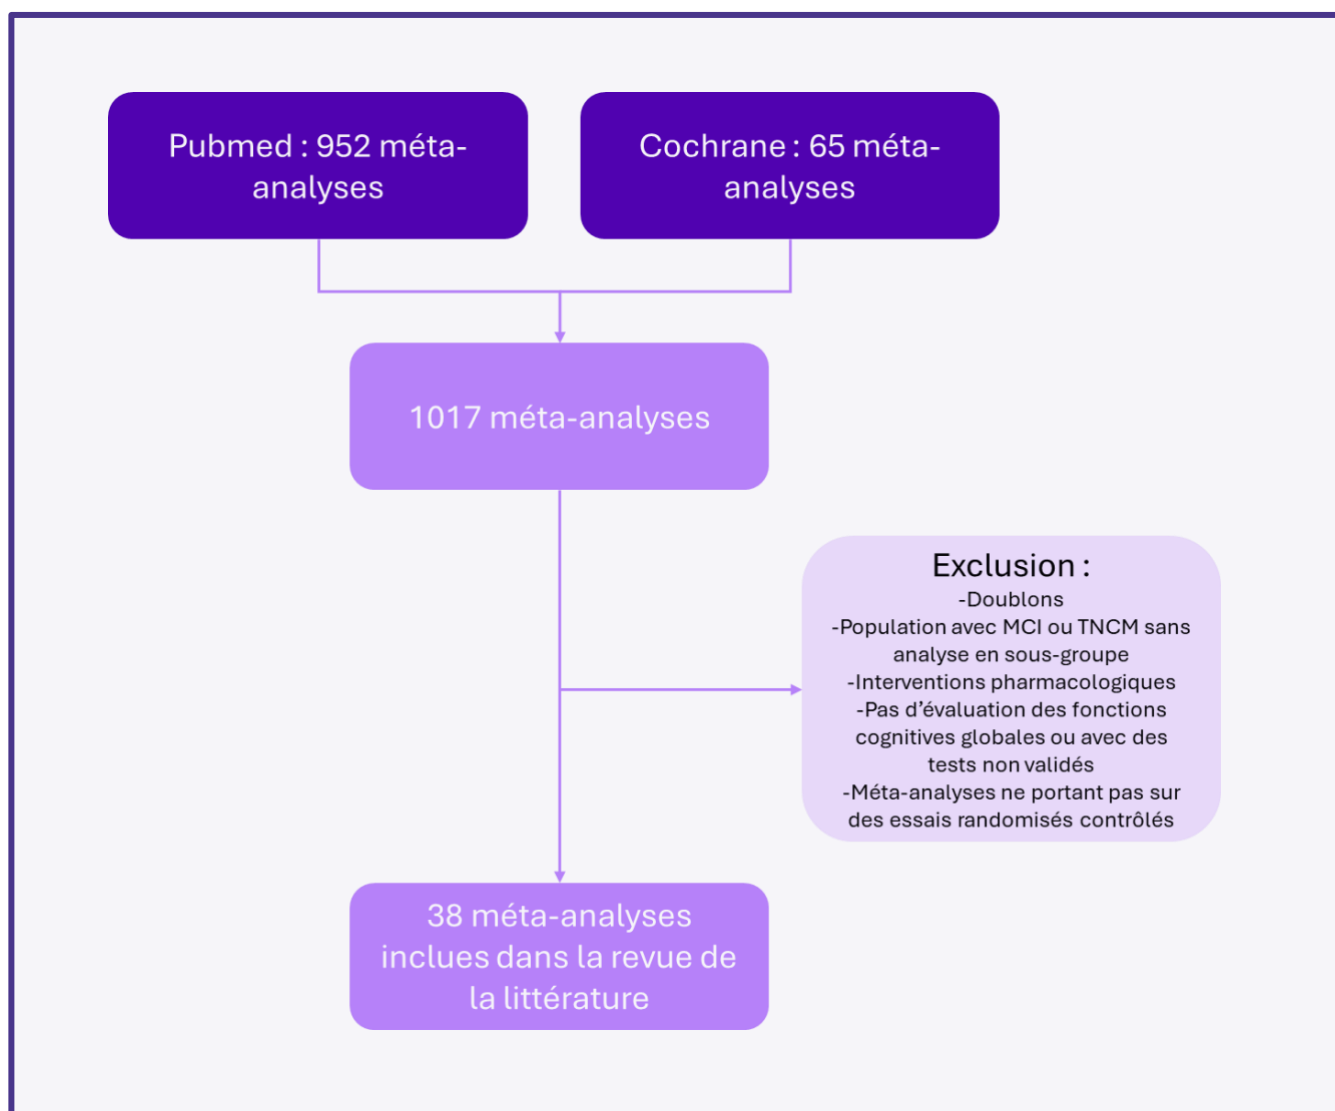 Pubmed : 952 méta-
analyses
Cochrane : 65 méta-
analyses
1017 méta-analyses
Exclusion :
-Doublons
-Population avec MCI ou TNCM sans
analyse en sous-groupe
-Interventions pharmacologiques
-Pas d’évaluation des fonctions
cognitives globales ou avec des
tests non validés
-Méta-analyses ne portant pas sur
des essais randomisés contrôlés
38 méta-analyses
inclues dans la revue de
la littérature